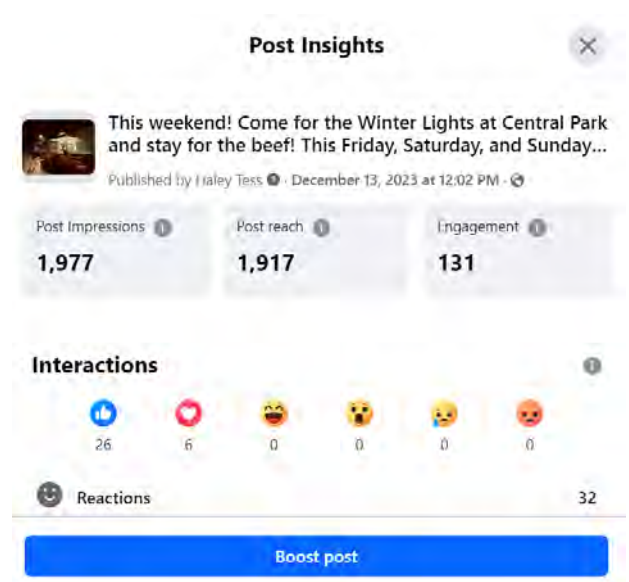 Post Insights
This weekend! Come for the Winter Lights at Central Park
and stay for the beef! This Friday, Saturday, and Sunday...
Published by Haley Tess · December 13, 2023 at 12:02 PM ·
Post Impressions
Post reach
Engagement
1,977
1,917
131
Interactions
26
6
0
0
0
0
Reactions
32
Boost post